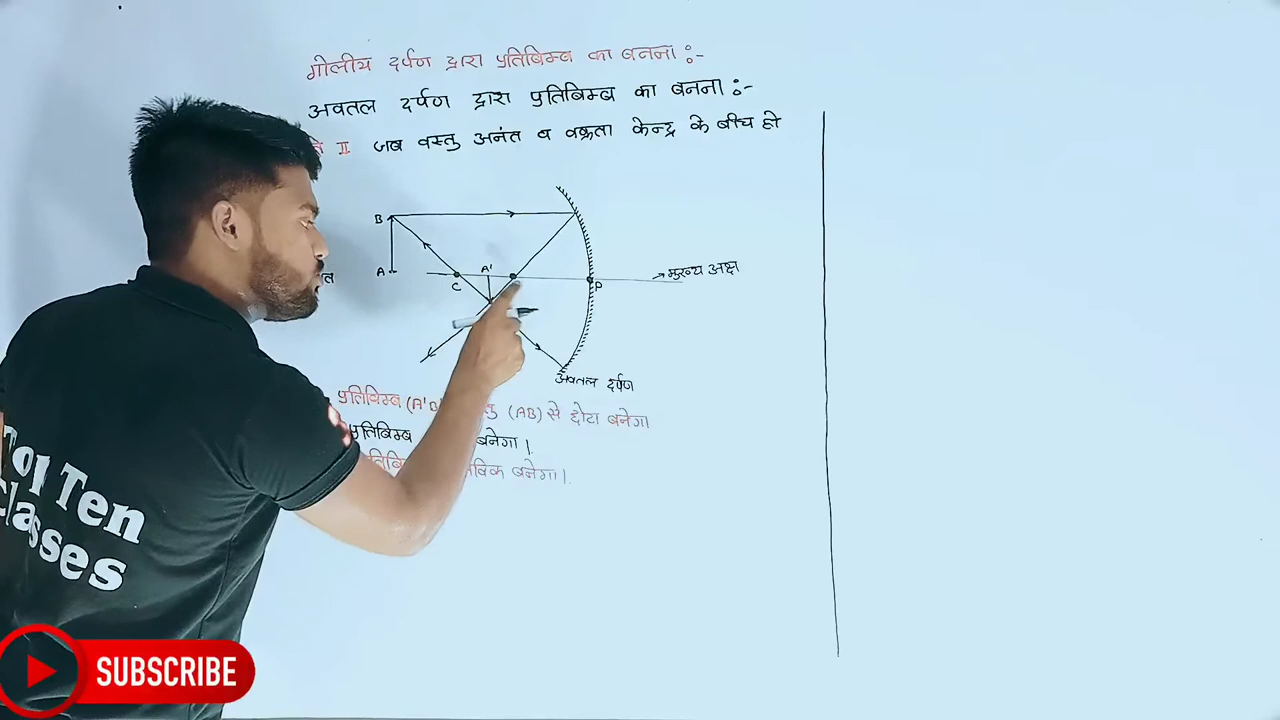 गोलीय दर्पण द्वारा प्रतिबिम्ब का बनना :-
अवतल दर्पण द्वारा प्रतिबिम्ब का बनना :-
II जब वस्तु अनंत व वक्रता केन्द्र के बीच हो
B
A
C
A'
P
मुख्य अक्ष
अवतल दर्पण
प्रतिबिम्ब (A'B' (AB) से छोटा बनेगा
प्रतिबिम्ब बनेगा।
बनेगा।
Top Ten
Classes
SUBSCRIBE